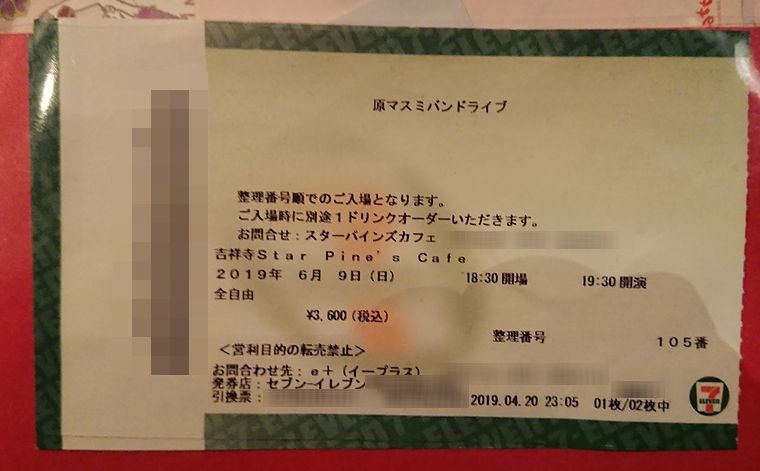 原マスミバンドライブ
整理番号順でのご入場となります。
ご入場時に別途1ドリンクオーダーいただきます。
お問合せ:スターパインズカフェ
吉祥寺Star Pine's Cafe
2019年 6月 9日(日) 18:30開場 19:30開演
全自由
¥3,600(税込)
整理番号 105番
<営利目的の転売禁止>
お問合わせ先:e+(イープラス)
発券店:セブン-イレブン
引換票:
2019.04.20 23:05 01枚/02枚中
7
ELEVEN